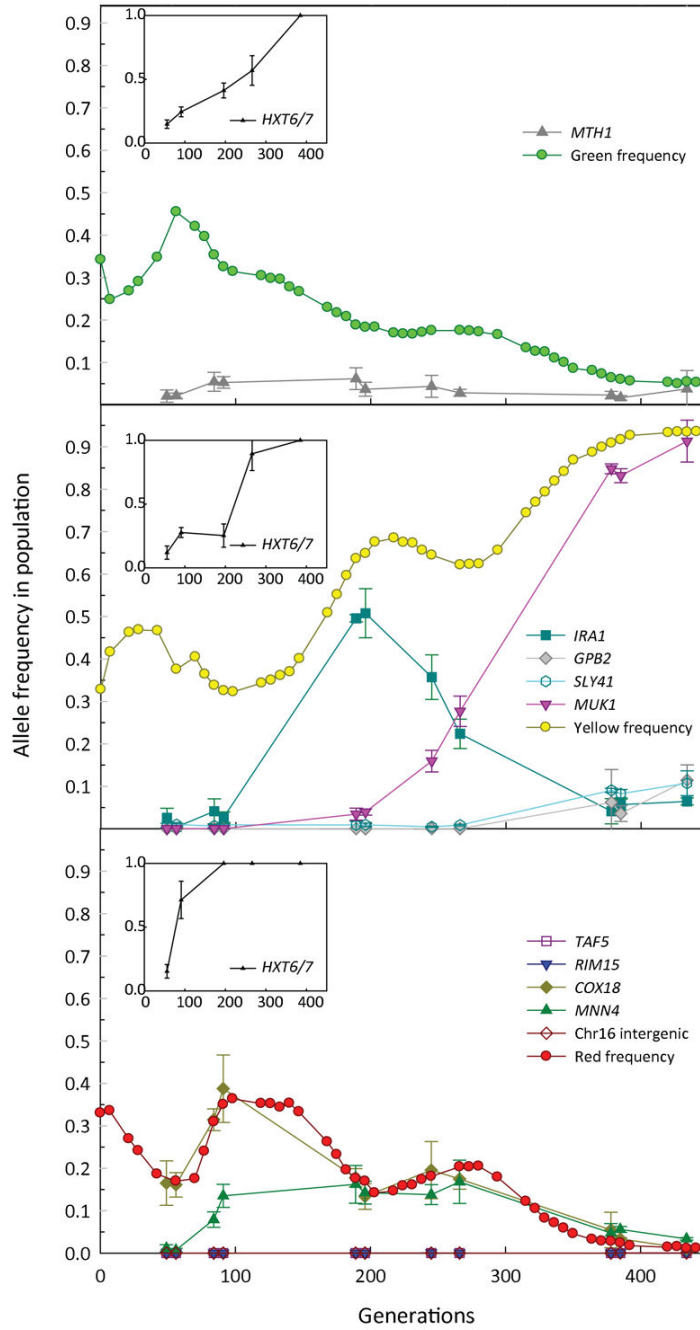 1.0
0.5
0.0
0 100 200 300 400
HXT6/7
MTH1
Green frequency
0.9
0.8
0.7
0.6
0.5
0.4
0.3
0.2
0.1
1.0
0.5
0.0
0 100 200 300 400
HXT6/7
IRA1
GPB2
SLY41
MUK1
Yellow frequency
0.9
0.8
0.7
0.6
0.5
0.4
0.3
0.2
0.1
Allele frequency in population
1.0
0.5
0.0
0 100 200 300 400
HXT6/7
TAF5
RIM15
COX18
MNN4
Chr16 intergenic
Red frequency
0.9
0.8
0.7
0.6
0.5
0.4
0.3
0.2
0.1
0.0
0 100 200 300 400
Generations